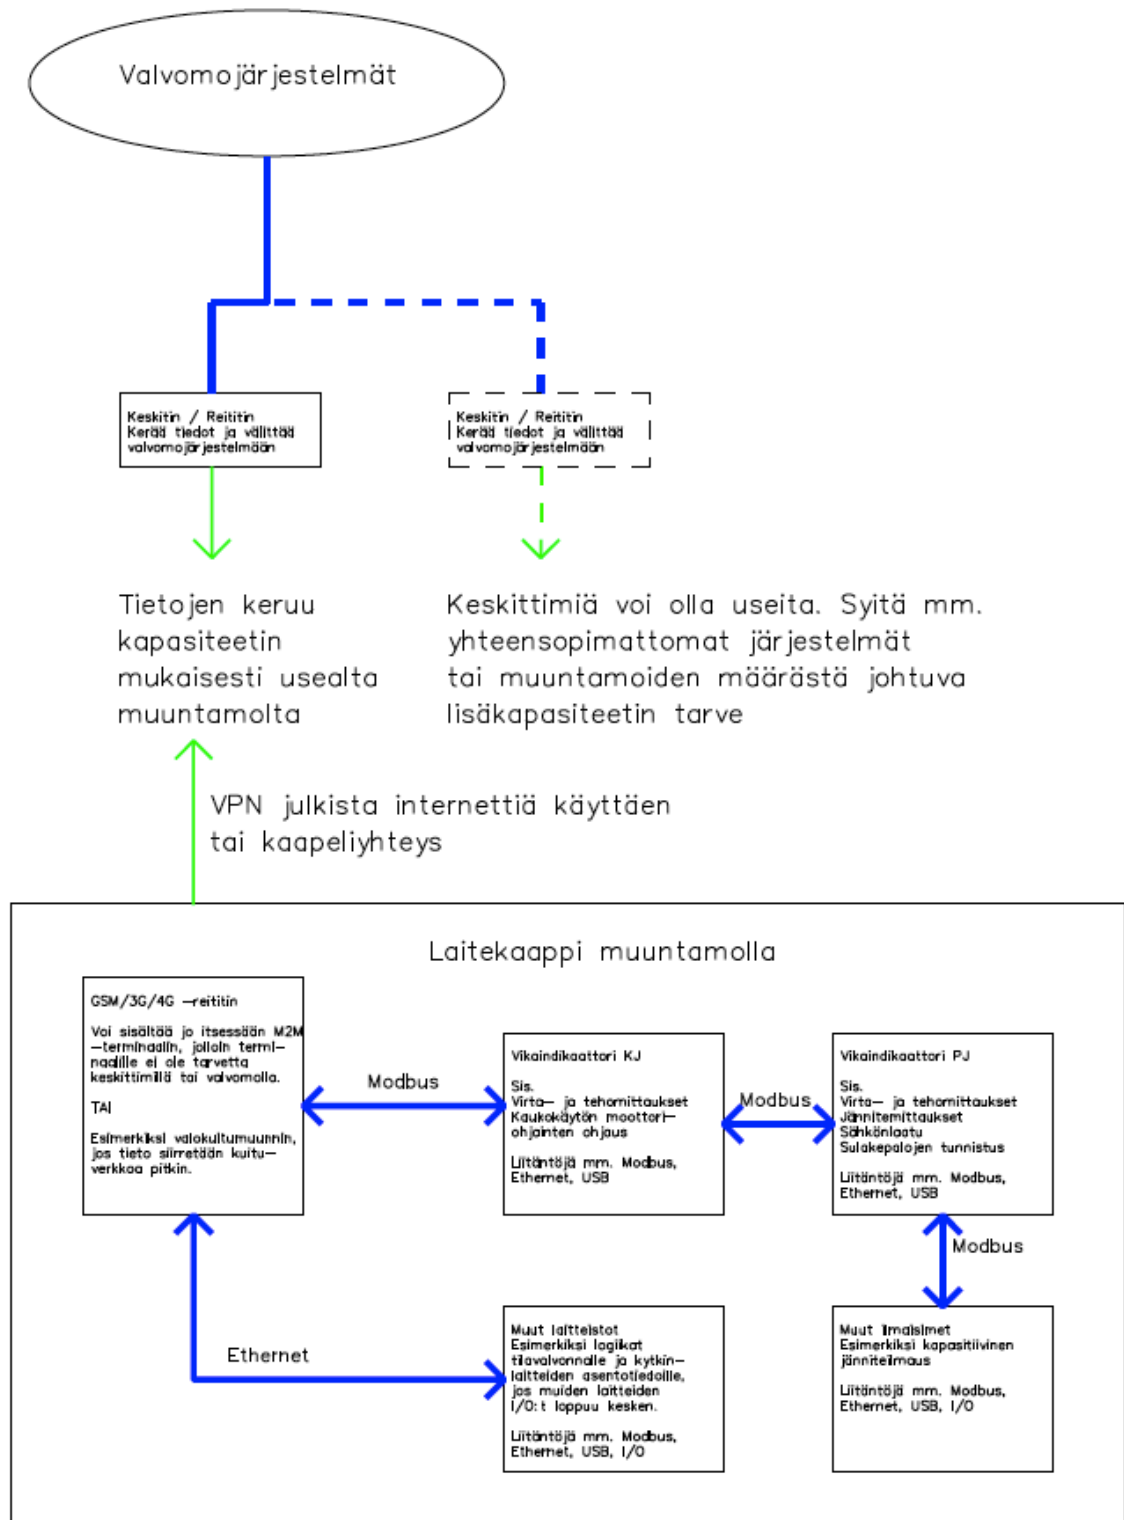 Valvomojärjestelmät
Keskitin / Reititin
Kerää tiedot ja välittää
valvomojärjestelmään
Keskitin / Reititin
Kerää tiedot ja välittää
valvomojärjestelmään
Tietojen keruu
kapasiteetin
mukaisesti usealta
muuntamolta
Keskittimiä voi olla useita. Syitä mm.
yhteensopimattomat järjestelmät
tai muuntamoiden määrästä johtuva
lisäkapasiteetin tarve
VPN julkista internettiä käyttäen
tai kaapeliyhteys
Laitekaappi muuntamolla
GSM/3G/4G –reititin
Voi sisältää jo itsessään M2M
–terminaalin, jolloin termi–
naalille ei ole tarvetta
keskittimillä tai valvomolla.
TAI
Esimerkiksi valokuitumuunnin,
jos tieto siirretään kuitu–
verkkoa pitkin.
Modbus
Vikaindikaattori KJ
Sis.
Virta– ja tehomittaukset
Kaukokäytön moottori–
ohjainten ohjaus
Liitäntöjä mm. Modbus,
Ethernet, USB
Modbus
Vikaindikaattori PJ
Sis.
Virta– ja tehomittaukset
Jännitemittaukset
Sähkönlaatu
Sulakepalojen tunnistus
Liitäntöjä mm. Modbus,
Ethernet, USB
Modbus
Ethernet
Muut laitteistot
Esimerkiksi logiikat
tilavalvonnalle ja kytkin–
laitteiden asentotiedoille,
jos muiden laitteiden
I/O:t loppuu kesken.
Liitäntöjä mm. Modbus,
Ethernet, USB, I/O
Muut ilmaisimet
Esimerkiksi kapasitiivinen
jänniteilmaus
Liitäntöjä mm. Modbus,
Ethernet, USB, I/O